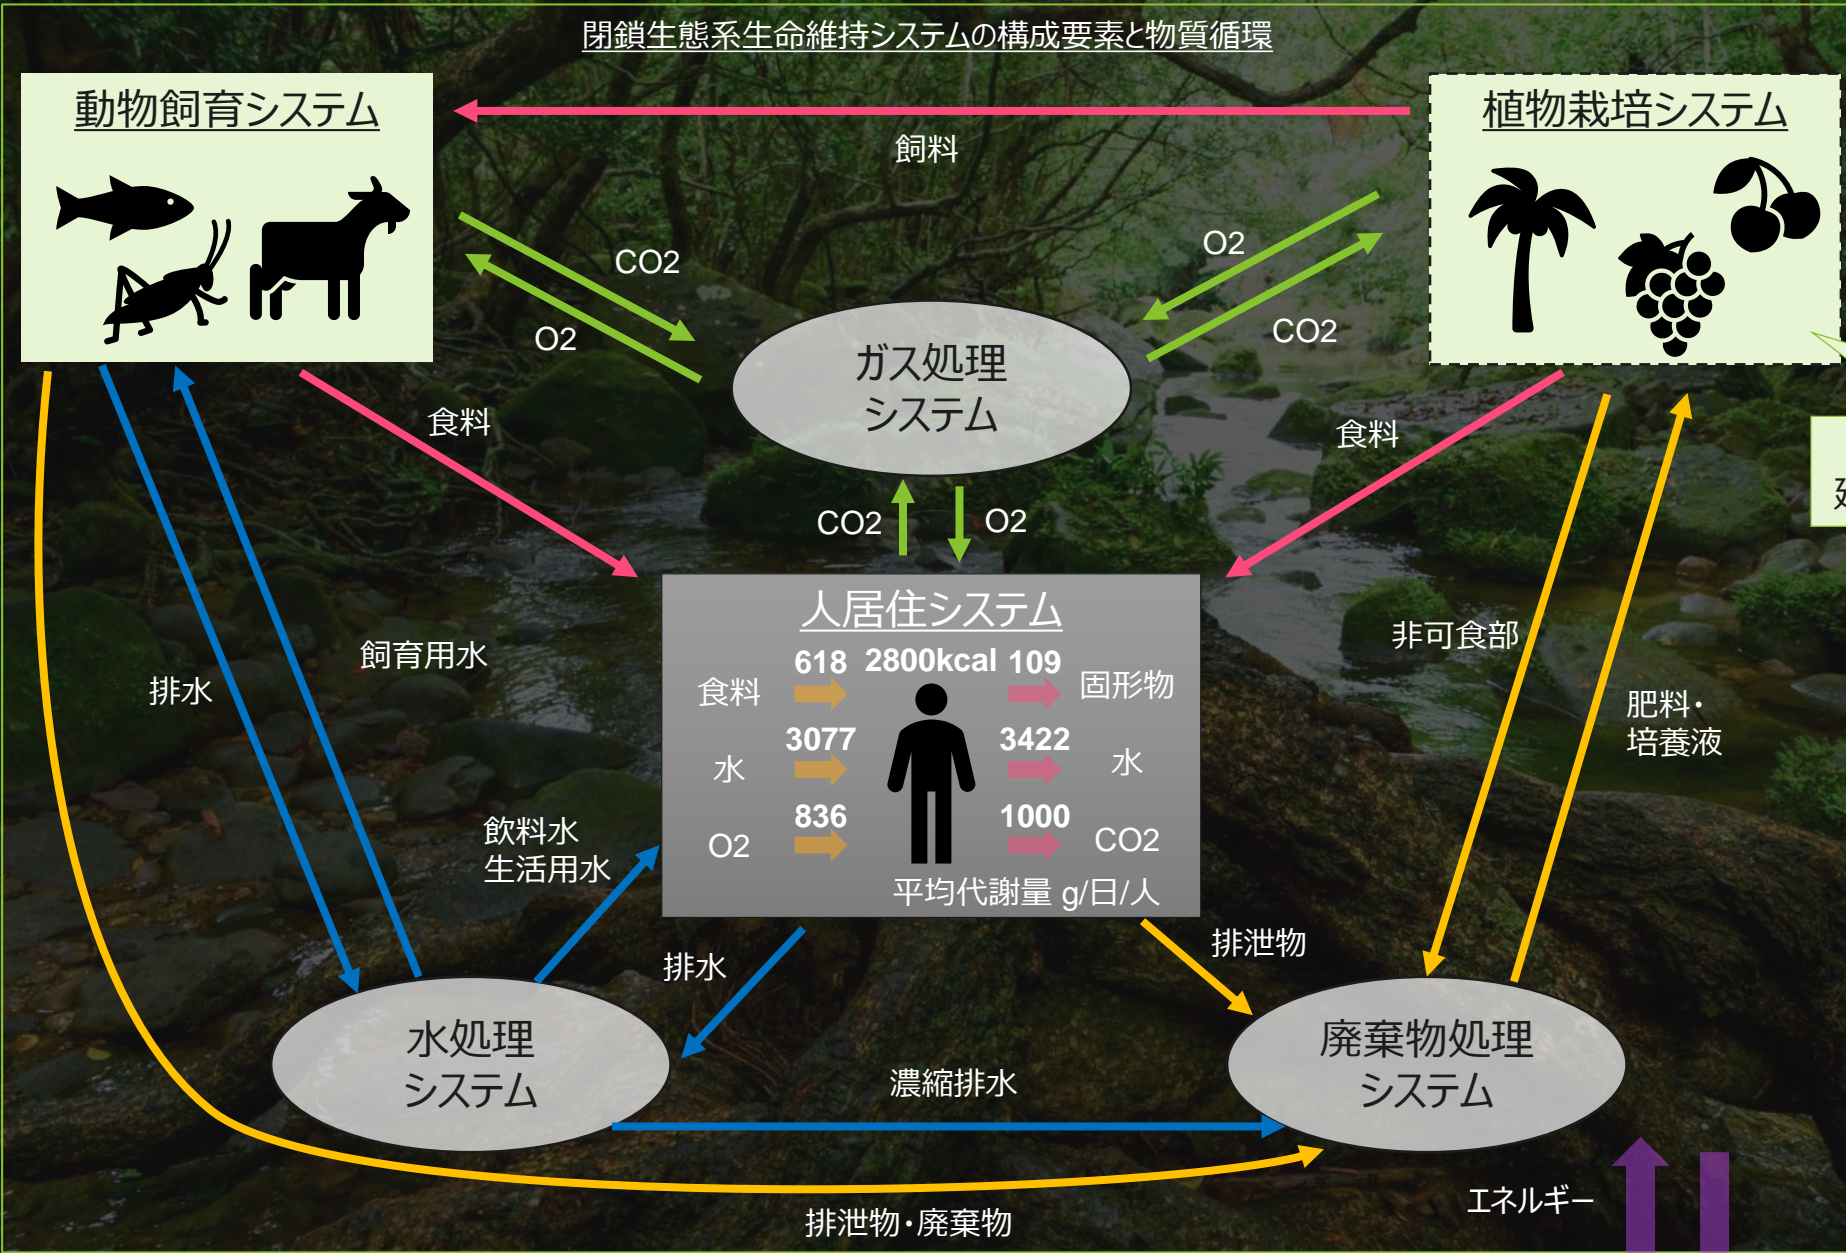 閉鎖生態系生命維持システムの構成要素と物質循環
動物飼育システム
植物栽培システム
飼料
CO2
O2
O2
CO2
ガス処理
システム
食料
食料
CO2
O2
人居住システム
618
2800kcal
109
食料
固形物
3077
3422
水
水
836
1000
O2
CO2
平均代謝量 g/日/人
飼育用水
排水
非可食部
肥料・
培養液
飲料水
生活用水
排水
排泄物
水処理
システム
廃棄物処理
システム
濃縮排水
エネルギー
排泄物・廃棄物